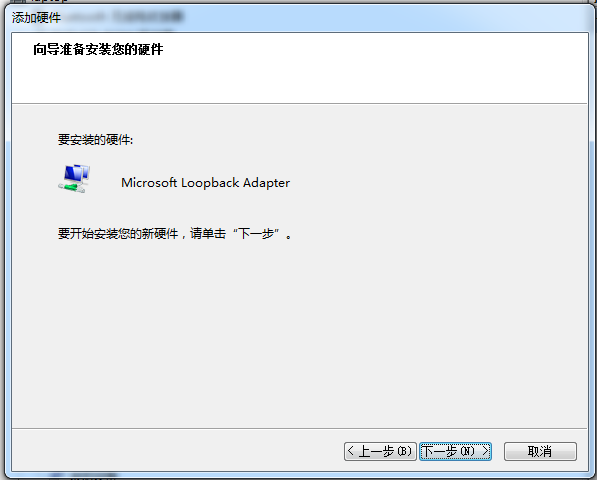 添加硬件
向导准备安装您的硬件
要安装的硬件:
Microsoft Loopback Adapter
要开始安装您的新硬件，请单击“下一步”。
< 上一步(B) 下一步(N) > 取消